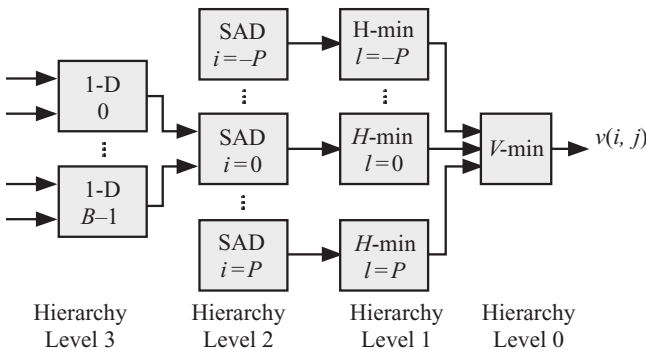 SAD
i=–P
H-min
l=–P
1-D
0
SAD
i=0
H-min
l=0
V-min
v(i, j)
1-D
B–1
SAD
i=P
H-min
l=P
Hierarchy
Level 3
Hierarchy
Level 2
Hierarchy
Level 1
Hierarchy
Level 0